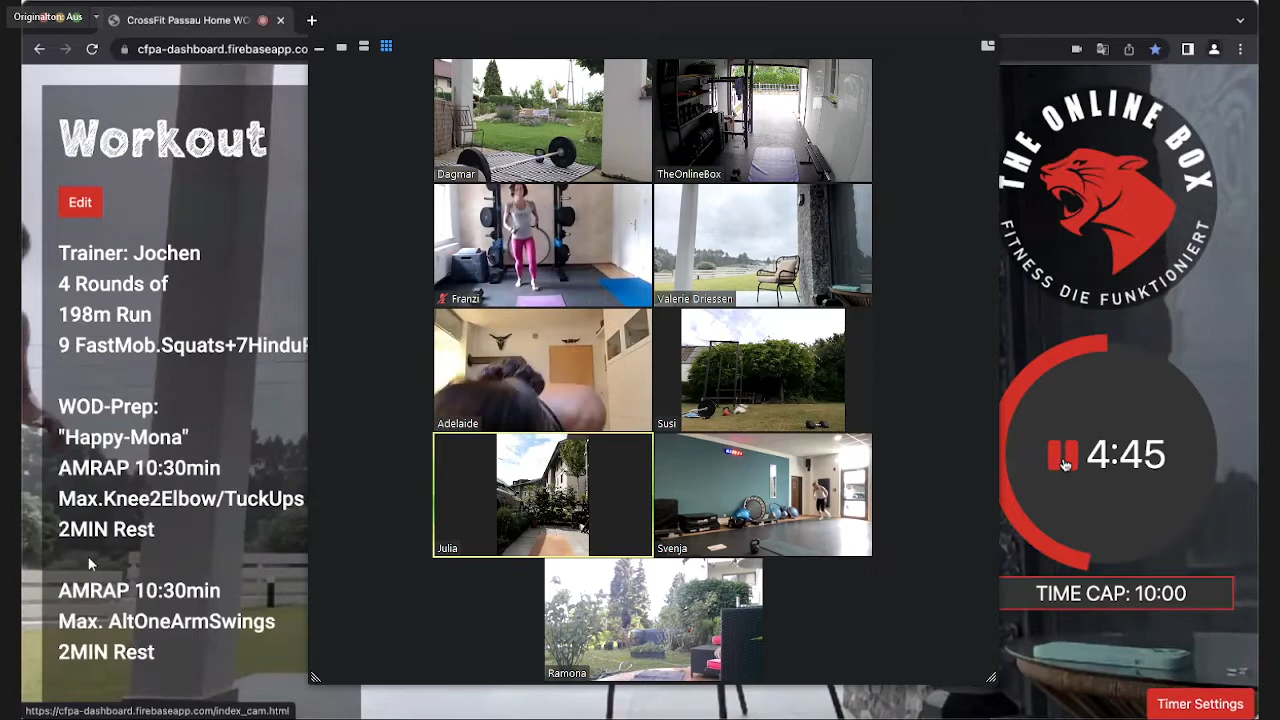 Originalton: Aus
CrossFit Passau Home WO
cfpa-dashboard.firebaseapp.co
Workout
Edit
Trainer: Jochen
4 Rounds of
198m Run
9 FastMob.Squats+7Hindu
WOD-Prep:
"Happy-Mona"
AMRAP 10:30min
Max.Knee2Elbow/TuckUps
2MIN Rest
AMRAP 10:30min
Max. AltOneArmSwings
2MIN Rest
https://cfpa-dashboard.firebaseapp.com/index_cam.html
Dagmar
TheOnlineBox
Franzi
Valerie Driessen
Adelaide
Susi
Julia
Svenja
Ramona
THE ONLINE BOX
FITNESS DIE FUNKTIONIERT
4:45
TIME CAP: 10:00
Timer Settings